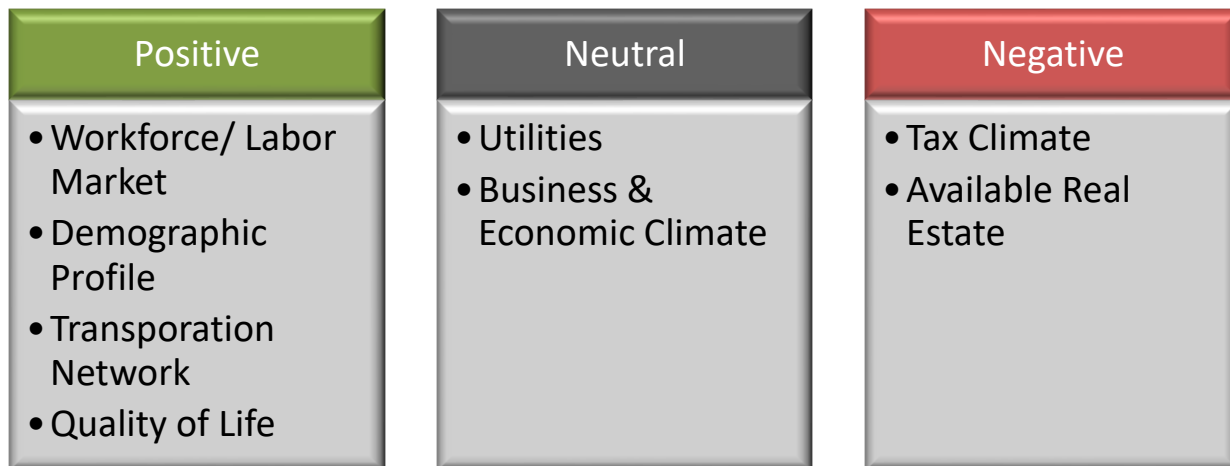 Positive
• Workforce/ Labor
Market
• Demographic
Profile
• Transporation
Network
• Quality of Life
Neutral
• Utilities
• Business &
Economic Climate
Negative
• Tax Climate
• Available Real
Estate